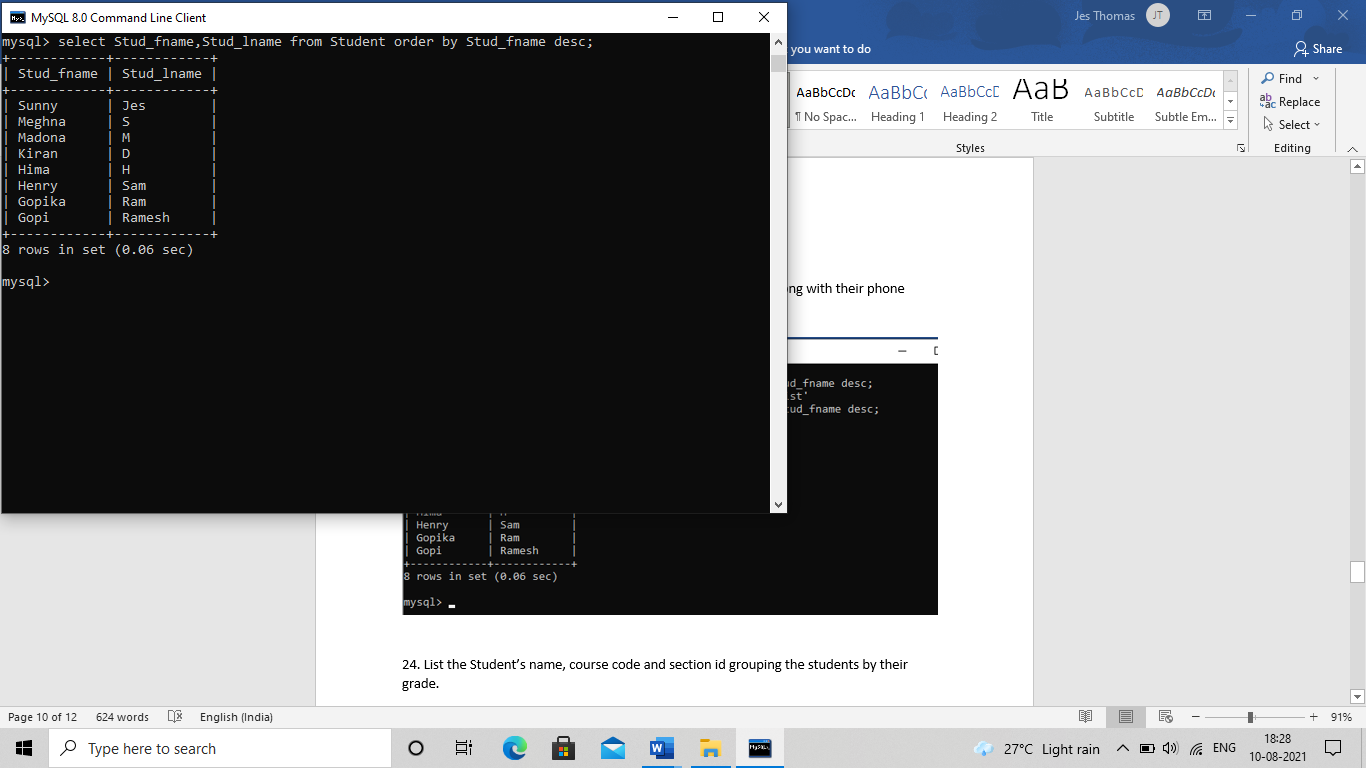 MySQL 8.0 Command Line Client
mysql> select Stud_fname,Stud_lname from Student order by Stud_fname desc;
+------------+------------+
| Stud_fname | Stud_lname |
+------------+------------+
| Sunny | Jes |
| Meghna | S |
| Madona | M |
| Kiran | D |
| Hima | H |
| Henry | Sam |
| Gopika | Ram |
| Gopi | Ramesh |
+------------+------------+
8 rows in set (0.06 sec)
mysql>
Jes Thomas JT
you want to do
Share
AaBbCcDc AaBbCc AaBbCcD AaB AaBbCcD AaBbCcDc
¶ No Spac... Heading 1 Heading 2 Title Subtitle Subtle Em...
Styles
Find
Replace
Select
Editing
ng with their phone
ud_fname desc;
ist'
tud_fname desc;
| Hima | H |
| Henry | Sam |
| Gopika | Ram |
| Gopi | Ramesh |
+------------+------------+
8 rows in set (0.06 sec)
mysql>
24. List the Student’s name, course code and section id grouping the students by their
grade.
Page 10 of 12 624 words English (India) 91%
Type here to search
27°C Light rain ENG 18:28
10-08-2021